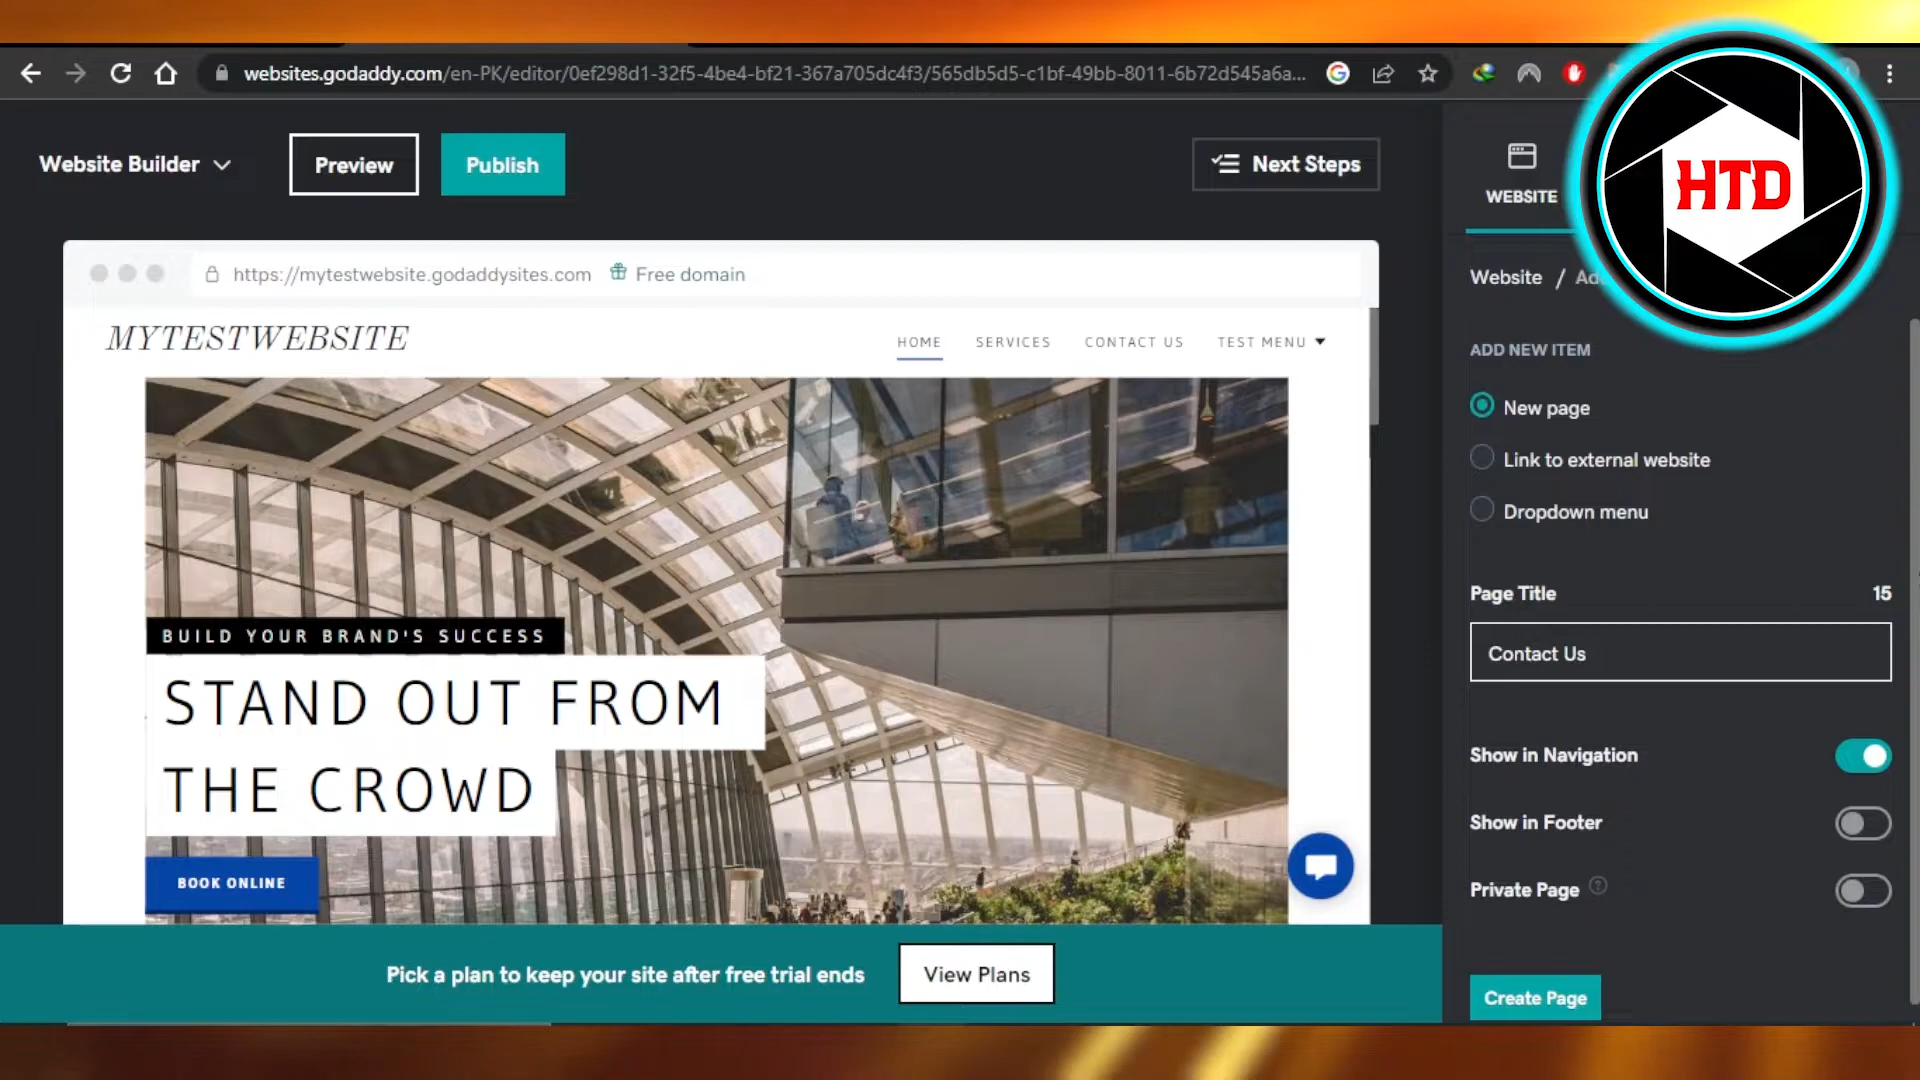 websites.godaddy.com/en-PK/editor/0ef298d1-32f5-4be4-bf21-367a705dc4f3/565db5d5-c1bf-49bb-8011-6b72d545a6a...
Website Builder
Preview
Publish
Next Steps
WEBSITE
HTD
https://mytestwebsite.godaddysites.com
Free domain
MYTESTWEBSITE
HOME
SERVICES
CONTACT US
TEST MENU
BUILD YOUR BRAND'S SUCCESS
STAND OUT FROM
THE CROWD
BOOK ONLINE
Pick a plan to keep your site after free trial ends
View Plans
Website /
ADD NEW ITEM
New page
Link to external website
Dropdown menu
Page Title
15
Contact Us
Show in Navigation
Show in Footer
Private Page
Create Page